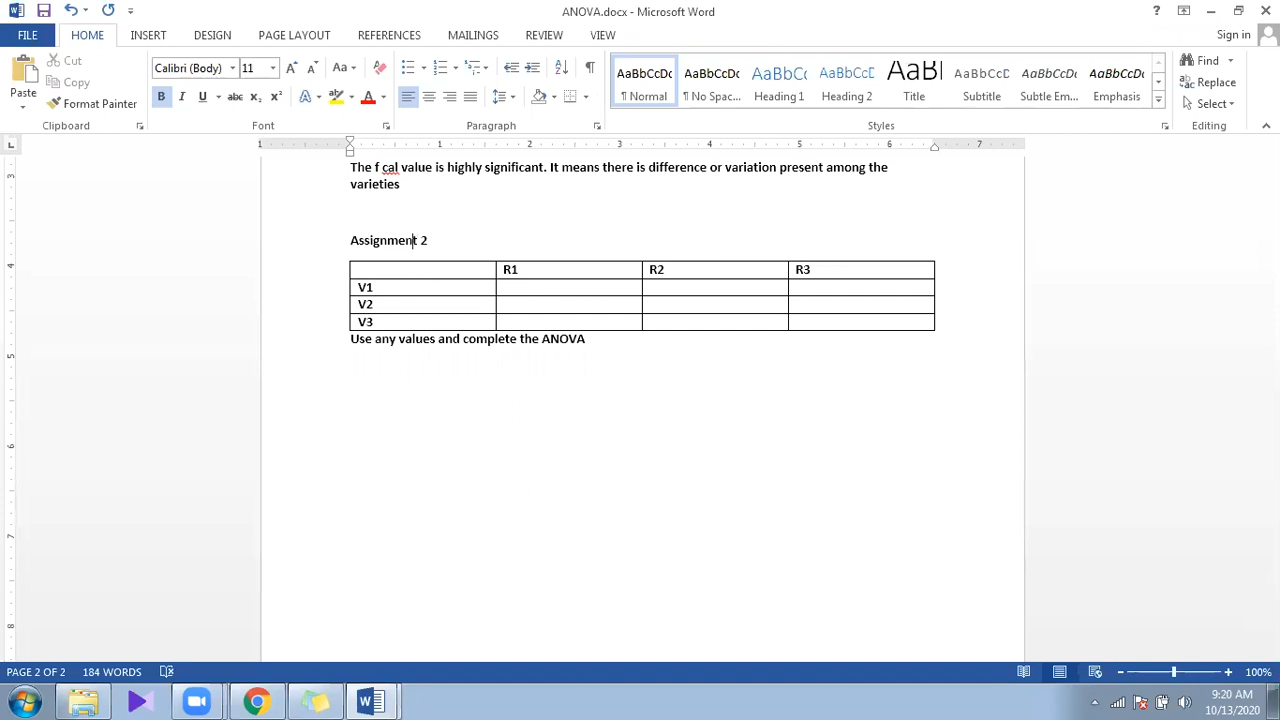 ANOVA.docx - Microsoft Word
FILE HOME INSERT DESIGN PAGE LAYOUT REFERENCES MAILINGS REVIEW VIEW Sign in
Paste
Cut
Copy
Format Painter
Clipboard
Calibri (Body) 11
Font
Paragraph
AaBbCcDc AaBbCcDc AaBbCc AaBbCcC AaBl AaBbCcD AaBbCcDc AaBbCcDc
¶ Normal ¶ No Spac... Heading 1 Heading 2 Title Subtitle Subtle Em... Emphasis
Styles
Find
Replace
Select
Editing
The f cal value is highly significant. It means there is difference or variation present among the
varieties
Assignment 2
R1 R2 R3
V1
V2
V3
Use any values and complete the ANOVA
PAGE 2 OF 2 184 WORDS 100%
9:20 AM
10/13/2020